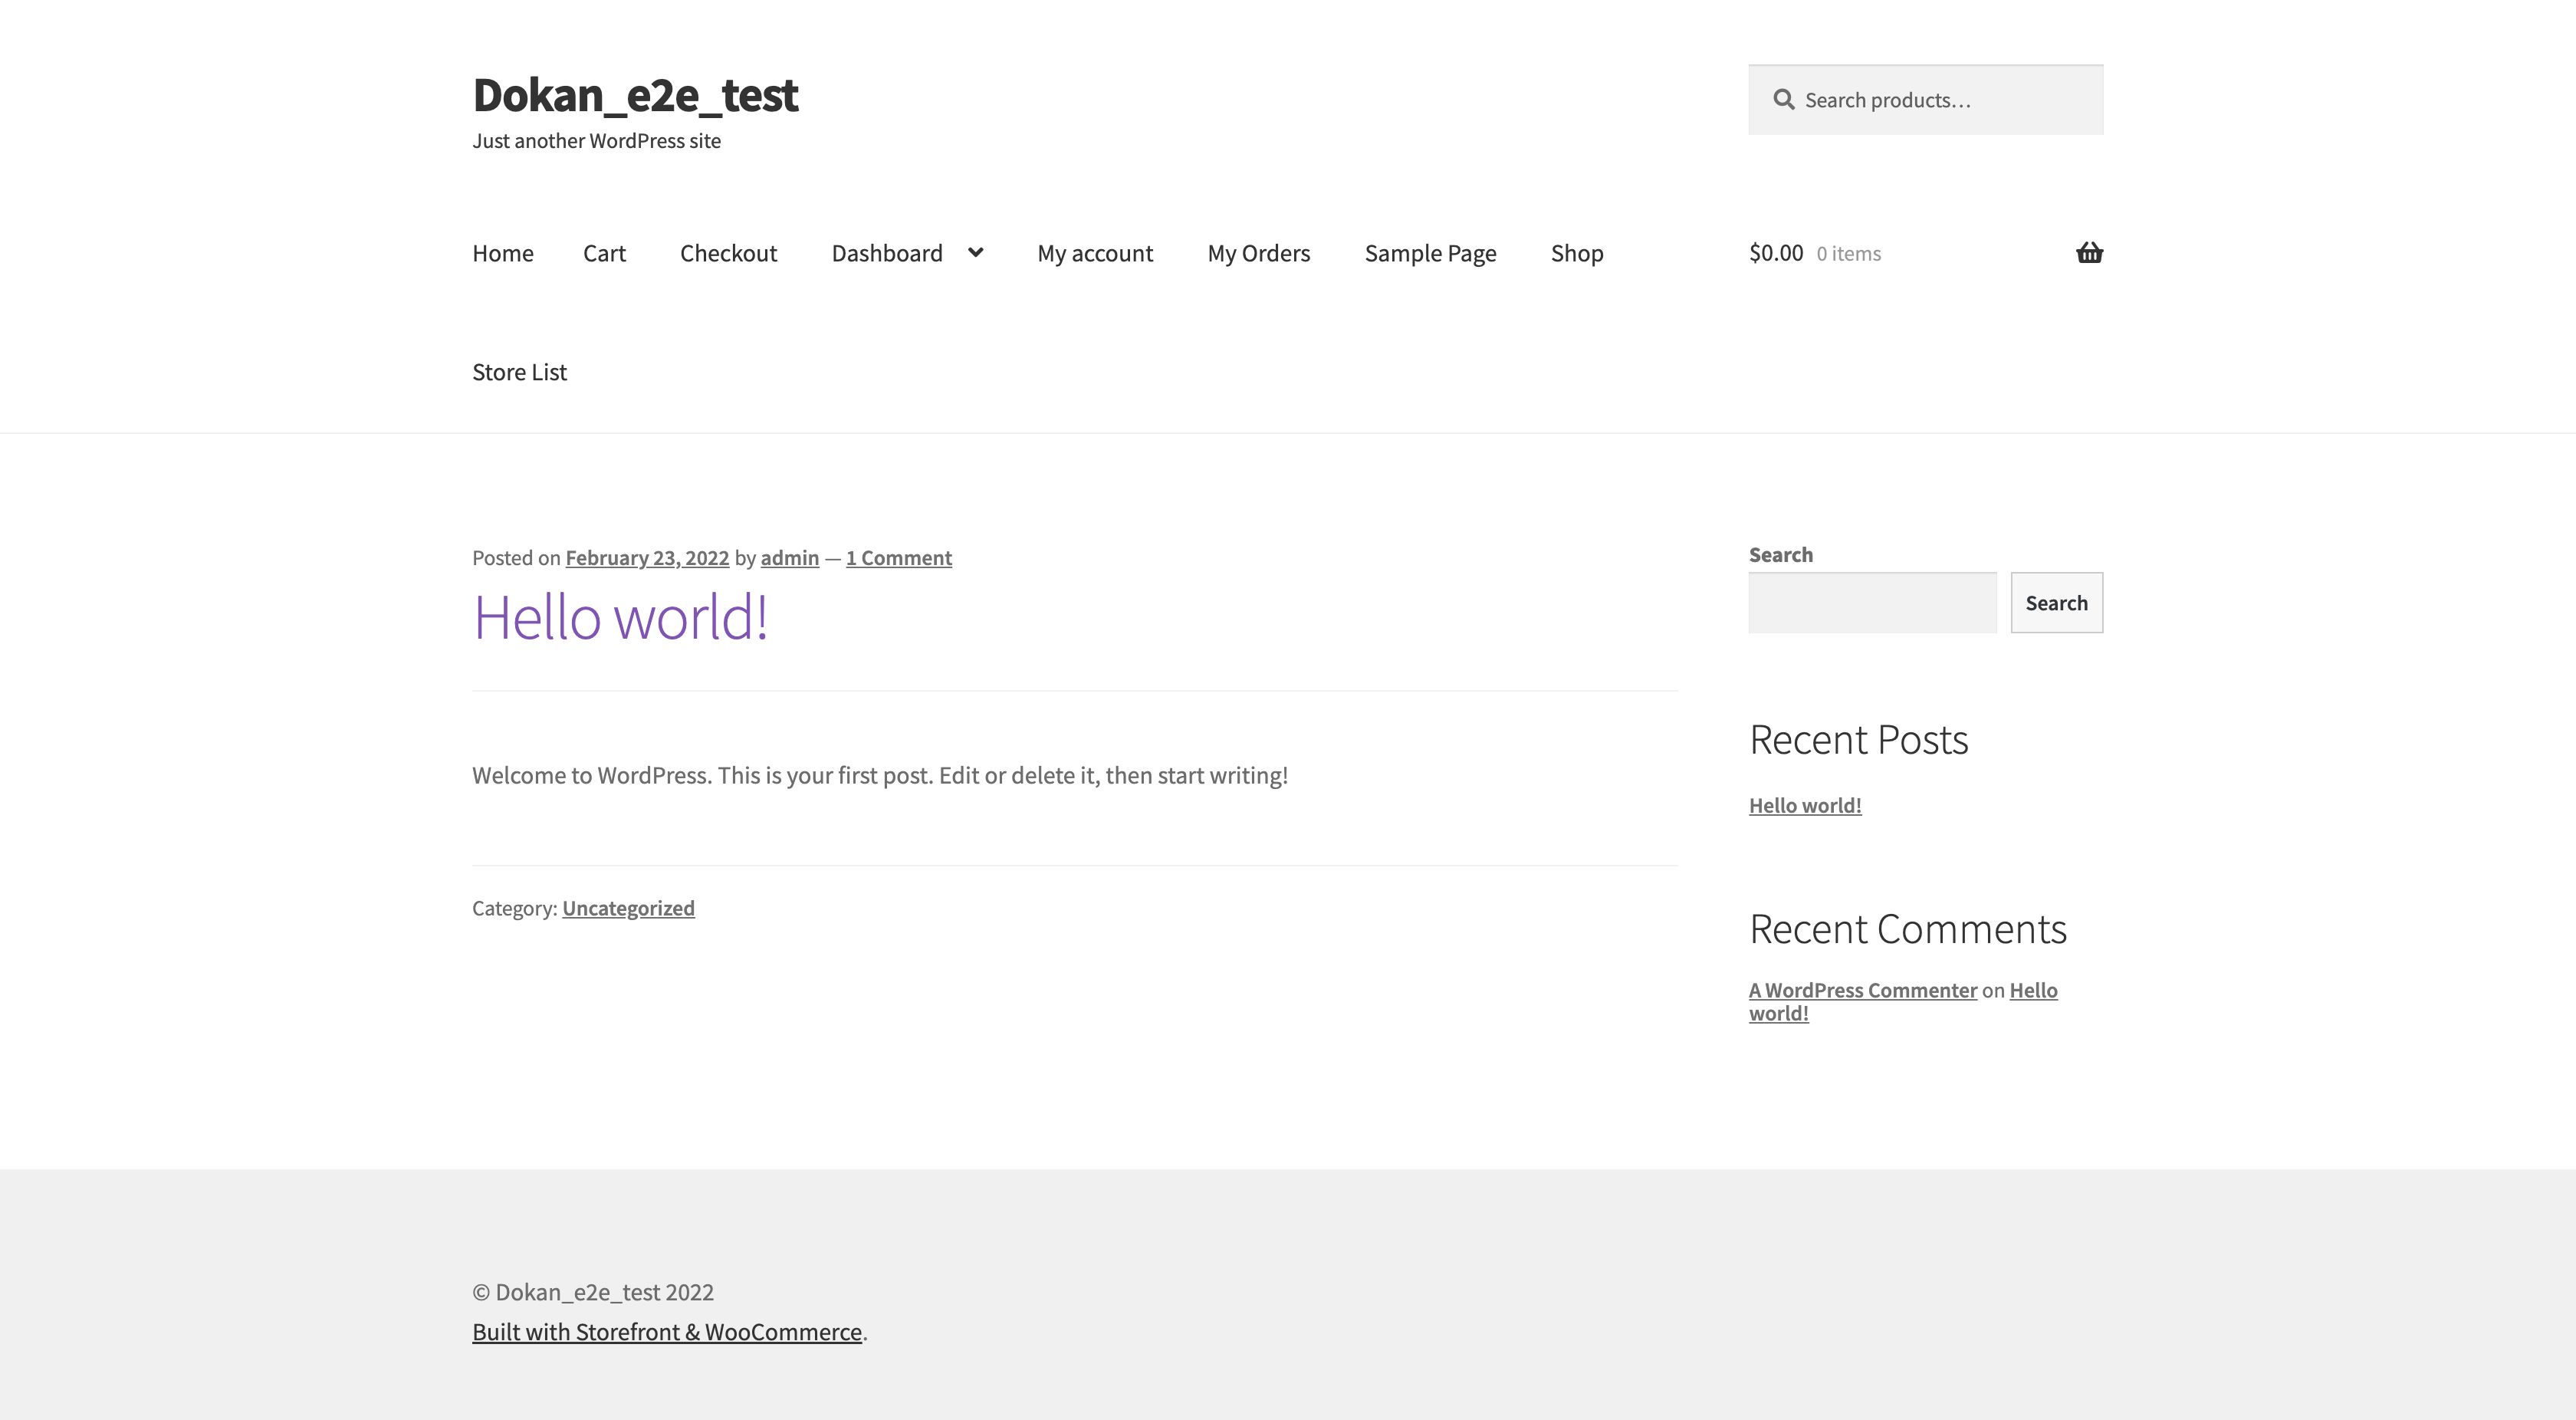 Dokan_e2e_test
Just another WordPress site
Search products…
Home Cart Checkout Dashboard My account My Orders Sample Page Shop
$0.00 0 items
Store List
Posted on February 23, 2022 by admin — 1 Comment
Hello world!
Welcome to WordPress. This is your first post. Edit or delete it, then start writing!
Category: Uncategorized
Search
Search
Recent Posts
Hello world!
Recent Comments
A WordPress Commenter on Hello
world!
© Dokan_e2e_test 2022
Built with Storefront & WooCommerce.